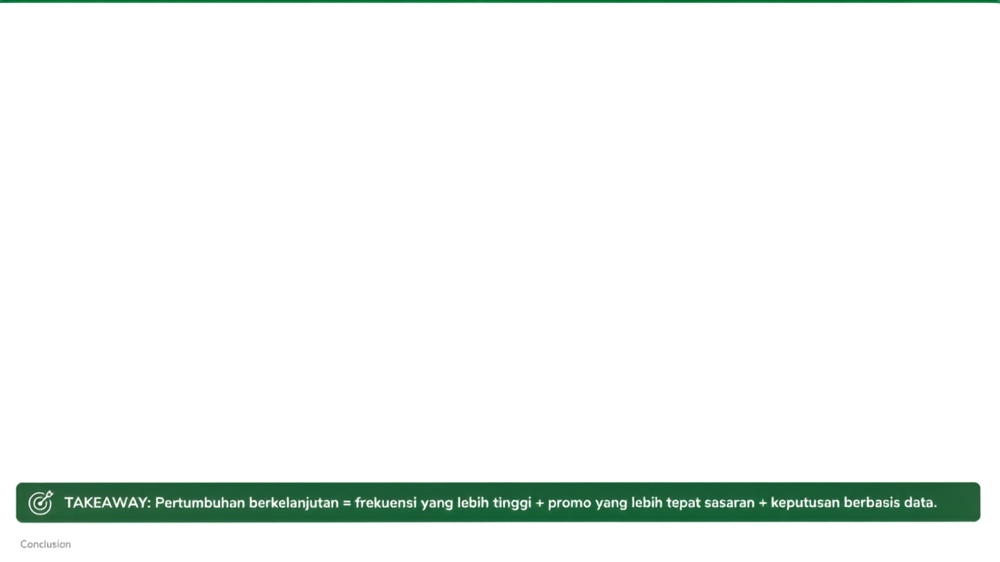 TAKEAWAY: Pertumbuhan berkelanjutan = frekuensi yang lebih tinggi + promo yang lebih tepat sasaran + keputusan berbasis data.
Conclusion